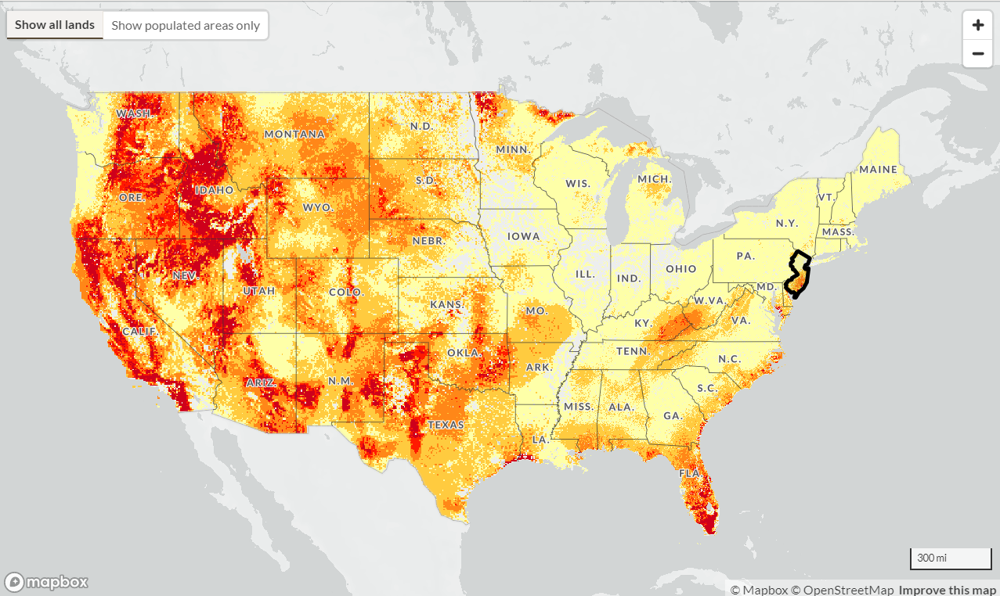 Show all lands
Show populated areas only
+
−
WASH.
MONTANA
N.D.
MINN.
MAINE
ORE.
IDAHO
S.D.
WIS.
MICH.
VT.
WYO.
N.Y.
MASS.
NEBR.
IOWA
PA.
NEV.
UTAH
COLO.
ILL.
IND.
OHIO
MD.
KANS.
MO.
W.VA.
CALIF.
KY.
VA.
OKLA.
TENN.
N.C.
ARIZ.
N.M.
ARK.
S.C.
TEXAS
MISS.
ALA.
GA.
LA.
FLA.
300 mi
mapbox
© Mapbox © OpenStreetMap Improve this map